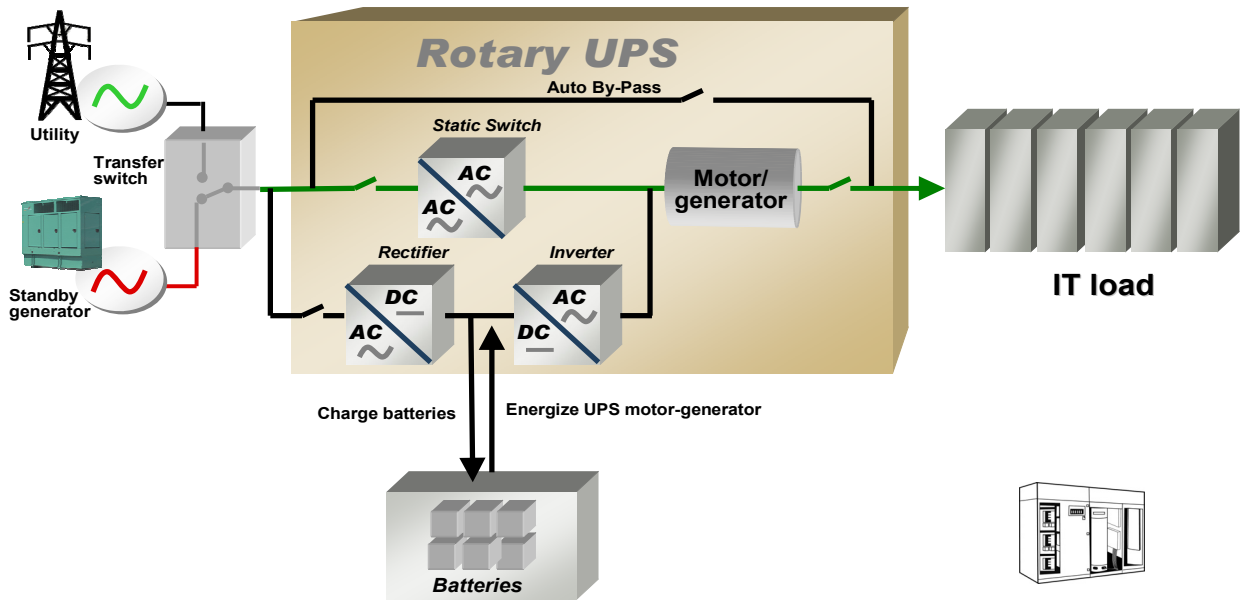 Rotary UPS
Auto By-Pass
Utility
Static Switch
Transfer
switch
AC
AC
Motor/
generator
Rectifier
Inverter
Standby
generator
DC
AC
AC
DC
IT load
Charge batteries
Energize UPS motor-generator
Batteries